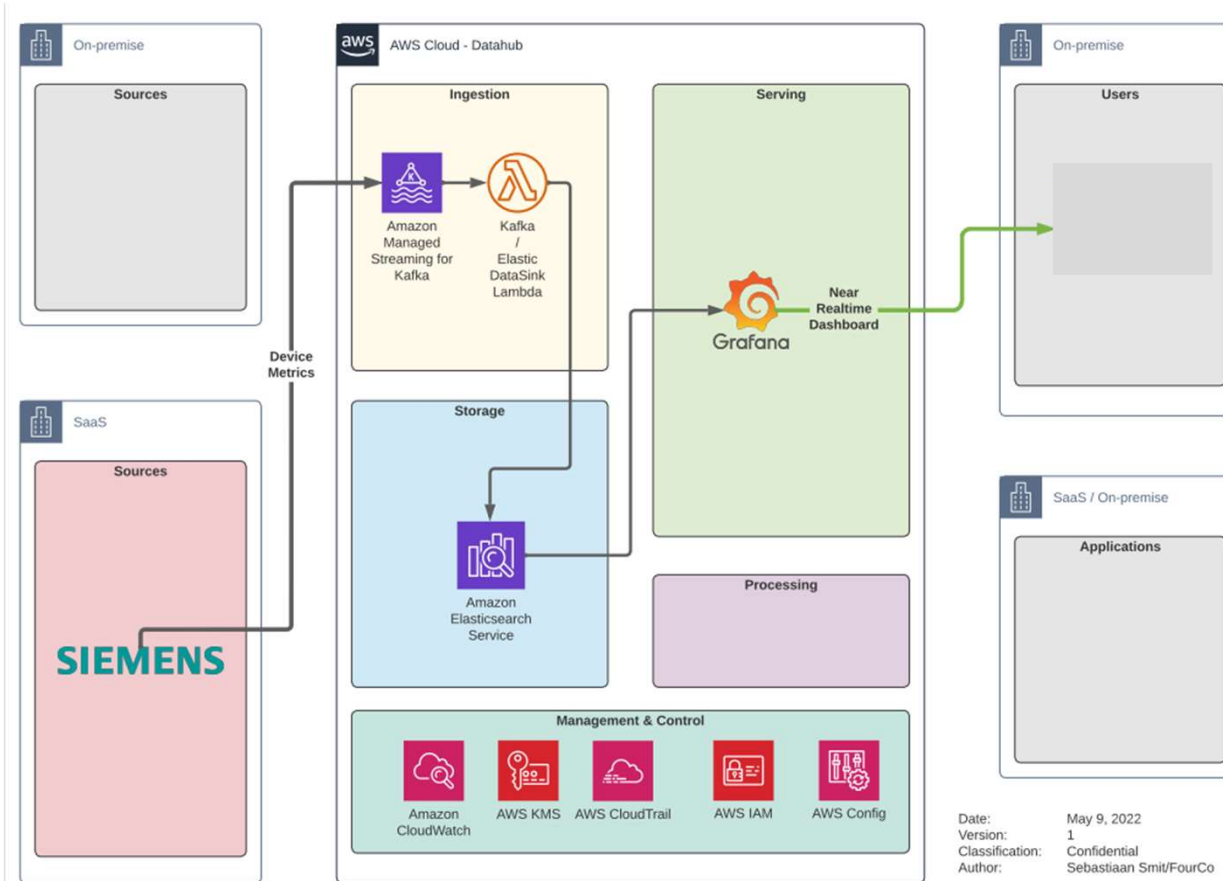 On-premise
Sources
SaaS
Sources
SIEMENS
Device
Metrics
aws
AWS Cloud - Datahub
Ingestion
K
Amazon
Managed
Streaming for
Kafka
Kafka
/
Elastic
DataSink
Lambda
Storage
Amazon
Elasticsearch
Service
Serving
Grafana
Near
Realtime
Dashboard
Processing
Management & Control
Amazon
CloudWatch
AWS KMS
AWS CloudTrail
AWS IAM
AWS Config
On-premise
Users
SaaS / On-premise
Applications
Date: May 9, 2022
Version: 1
Classification: Confidential
Author: Sebastiaan Smit/FourCo